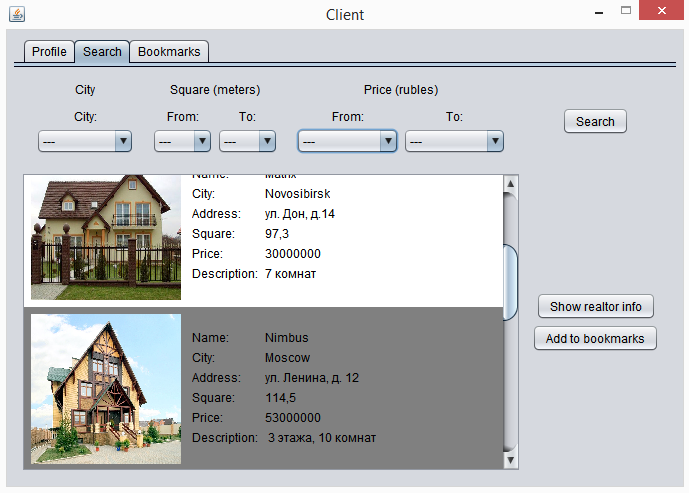 Client
Profile Search Bookmarks
City Square (meters) Price (rubles)
City: From: To: From: To:
--- --- --- --- --- Search
Name: Matrix
City: Novosibirsk
Address: ул. Дон, д.14
Square: 97,3
Price: 30000000
Description: 7 комнат
Show realtor info
Name: Nimbus
Add to bookmarks
City: Moscow
Address: ул. Ленина, д. 12
Square: 114,5
Price: 53000000
Description: 3 этажа, 10 комнат